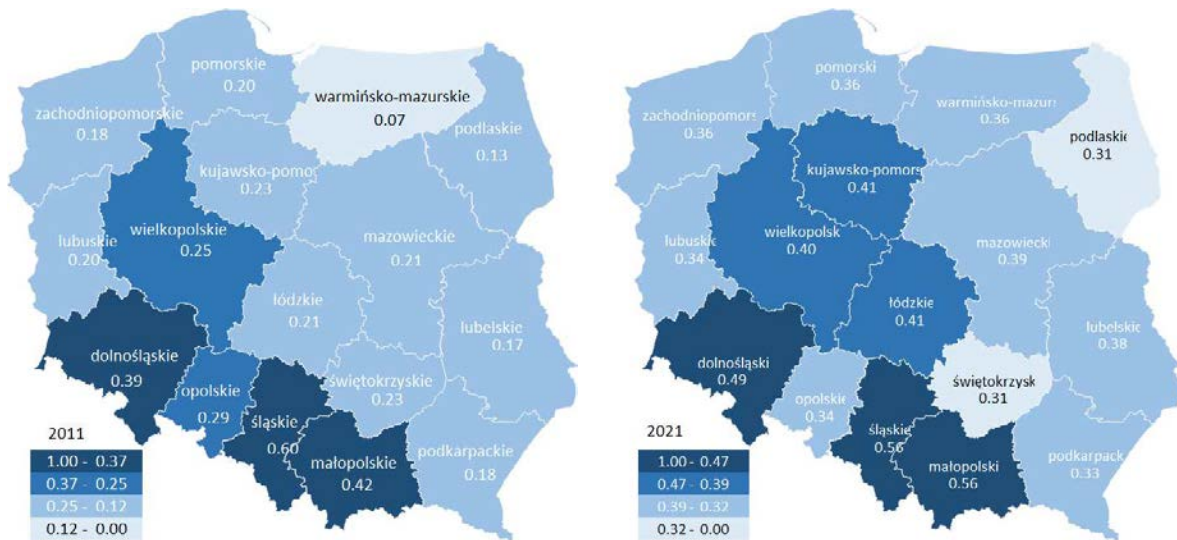 pomorskie
0.20
warmińsko-mazurskie
0.07
zachodniopomorskie
0.18
podlaskie
0.13
kujawsko-pomo
0.23
wielkopolskie
0.25
mazowieckie
0.21
lubuskie
0.20
łódzkie
0.21
lubelskie
0.17
dolnośląskie
0.39
opolskie
0.29
świętokrzyskie
0.23
śląskie
0.60
małopolskie
0.42
podkarpackie
0.18
2011
1.00 - 0.37
0.37 - 0.25
0.25 - 0.12
0.12 - 0.00
pomorski
0.36
warmińsko-mazurs
0.36
zachodniopomors
0.36
podlaskie
0.31
kujawsko-pomors
0.41
wielkopolsk
0.40
mazowiecki
0.39
lubuskie
0.34
łódzkie
0.41
lubelskie
0.38
dolnośląski
0.49
opolskie
0.34
świętokrzysk
0.31
śląskie
0.56
małopolski
0.56
podkarpack
0.33
2021
1.00 - 0.47
0.47 - 0.39
0.39 - 0.32
0.32 - 0.00